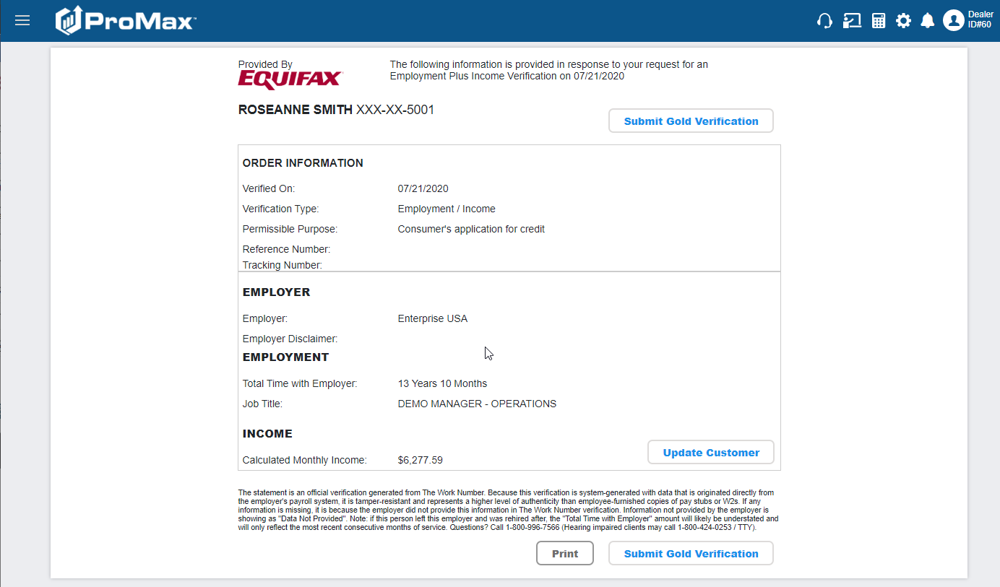 ProMax™
Dealer
ID#60
Provided By
EQUIFAX
The following information is provided in response to your request for an
Employment Plus Income Verification on 07/21/2020
ROSEANNE SMITH XXX-XX-5001
Submit Gold Verification
ORDER INFORMATION
Verified On: 07/21/2020
Verification Type: Employment / Income
Permissible Purpose: Consumer's application for credit
Reference Number:
Tracking Number:
EMPLOYER
Employer: Enterprise USA
Employer Disclaimer:
EMPLOYMENT
Total Time with Employer: 13 Years 10 Months
Job Title: DEMO MANAGER - OPERATIONS
INCOME
Calculated Monthly Income: $6,277.59
Update Customer
The statement is an official verification generated from The Work Number. Because this verification is system-generated with data that is originated directly from
the employer's payroll system, it is tamper-resistant and represents a higher level of authenticity than employee-furnished copies of pay stubs or W2s. If any
information is missing, it is because the employer did not provide this information in The Work Number verification. Information not provided by the employer is
showing as "Data Not Provided". Note: if this person left this employer and was rehired after, the "Total Time with Employer" amount will likely be understated and
will only reflect the most recent consecutive months of service. Questions? Call 1-800-996-7566 (Hearing impaired clients may call 1-800-424-0253 / TTY).
Print
Submit Gold Verification